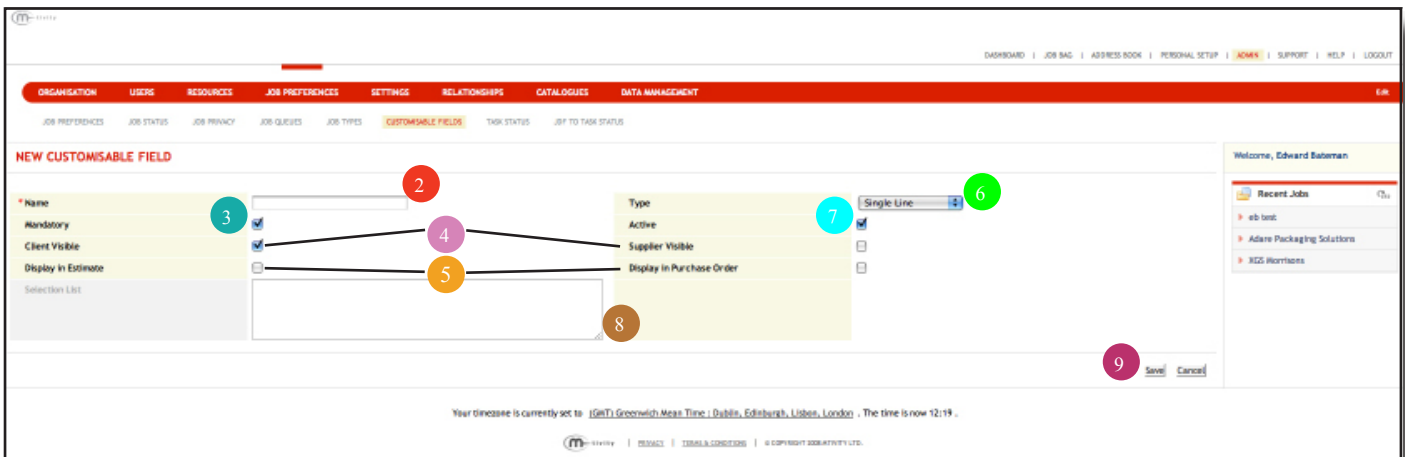 m
DASHBOARD | JOB BAG | ADDRESS BOOK | PERSONAL SETUP | ADMIN | SUPPORT | HELP | LOGOUT
ORGANISATION USERS RESOURCES JOB PREFERENCES SETTINGS RELATIONSHIPS CATALOGUES DATA MANAGEMENT Edit
JOB PREFERENCES JOB STATUS JOB PRIVACY JOB QUEUES JOB TYPES CUSTOMISABLE FIELDS TASK STATUS JDF TO TASK STATUS
NEW CUSTOMISABLE FIELD
Welcome, Edward Bateman
2
6
* Name Type Single Line
Recent Jobs
3
7
Mandatory Active
eb test
4
Client Visible Supplier Visible
Adare Packaging Solutions
5
Display in Estimate Display in Purchase Order
XGS Morrisons
Selection List
8
9
Save Cancel
Your timezone is currently set to (GMT) Greenwich Mean Time : Dublin, Edinburgh, Lisbon, London . The time is now 12:19 .
m | PRIVACY | TERMS & CONDITIONS | © COPYRIGHT 2008 ATIVITY LTD.